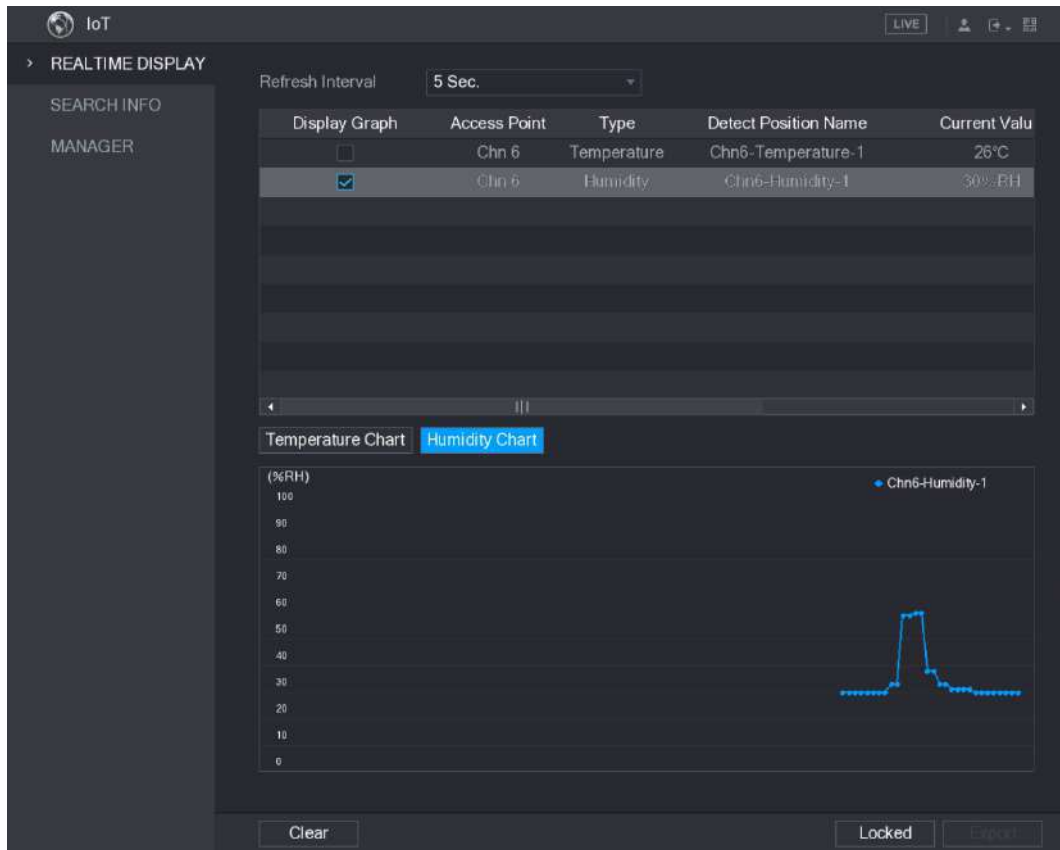 IoT
LIVE
REALTIME DISPLAY
SEARCH INFO
MANAGER
Refresh Interval 5 Sec.
Display Graph Access Point Type Detect Position Name Current Valu
Chn 6 Temperature Chn6-Temperature-1 26°C
Chn 6 Humidity Chn6-Humidity-1 30%RH
Temperature Chart Humidity Chart
(%RH)
Chn6-Humidity-1
100
90
80
70
60
50
40
30
20
10
0
Clear Locked Export